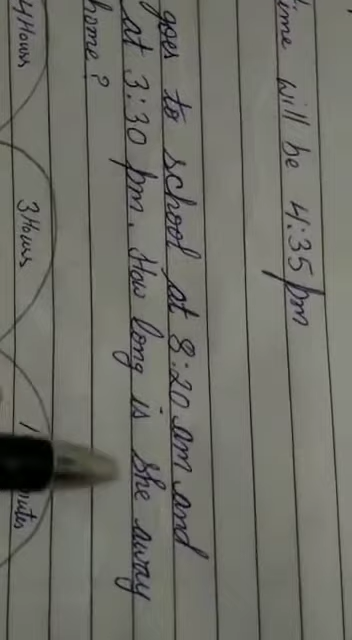 time will be 4:35 pm
goes to school at 8:20 am and
at 3:30 pm. How long is she away
home?
4 Hours
3 Hours